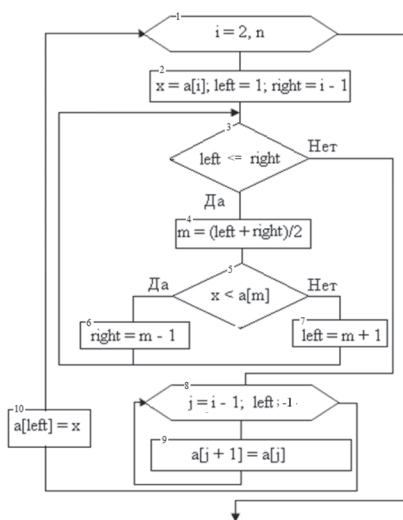 1
i = 2, n
2
x = a[i]; left = 1; right = i - 1
3
left <= right
Нет
Да
4
m = (left + right)/2
5
Да
x < a[m]
Нет
6
right = m - 1
7
left = m + 1
8
j = i - 1; left ; -1
10
a[left] = x
9
a[j + 1] = a[j]